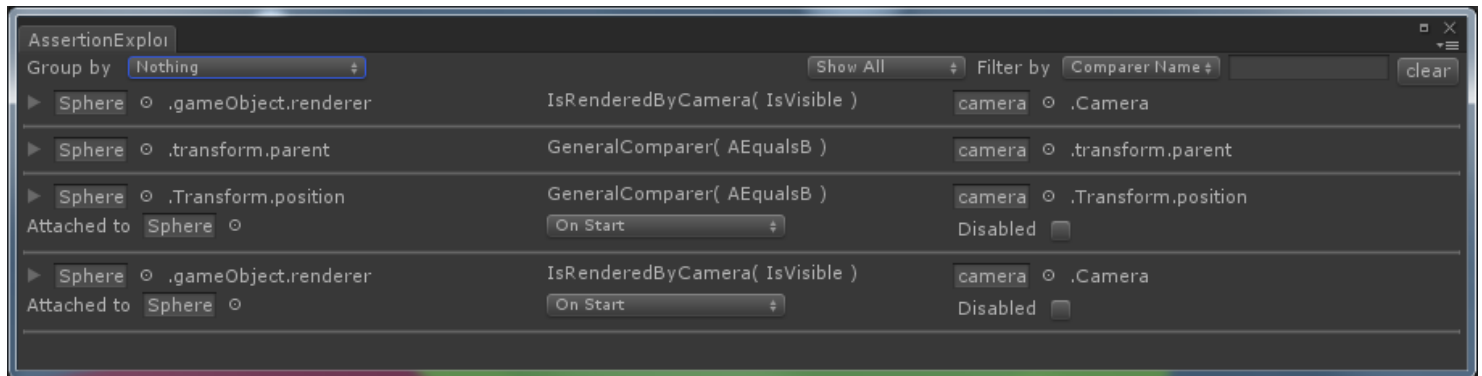 AssertionExploi
Group by Nothing Show All Filter by Comparer Name clear
Sphere .gameObject.renderer IsRenderedByCamera( IsVisible ) camera .Camera
Sphere .transform.parent GeneralComparer( AEqualsB ) camera .transform.parent
Sphere .Transform.position GeneralComparer( AEqualsB ) camera .Transform.position
Attached to Sphere On Start Disabled
Sphere .gameObject.renderer IsRenderedByCamera( IsVisible ) camera .Camera
Attached to Sphere On Start Disabled